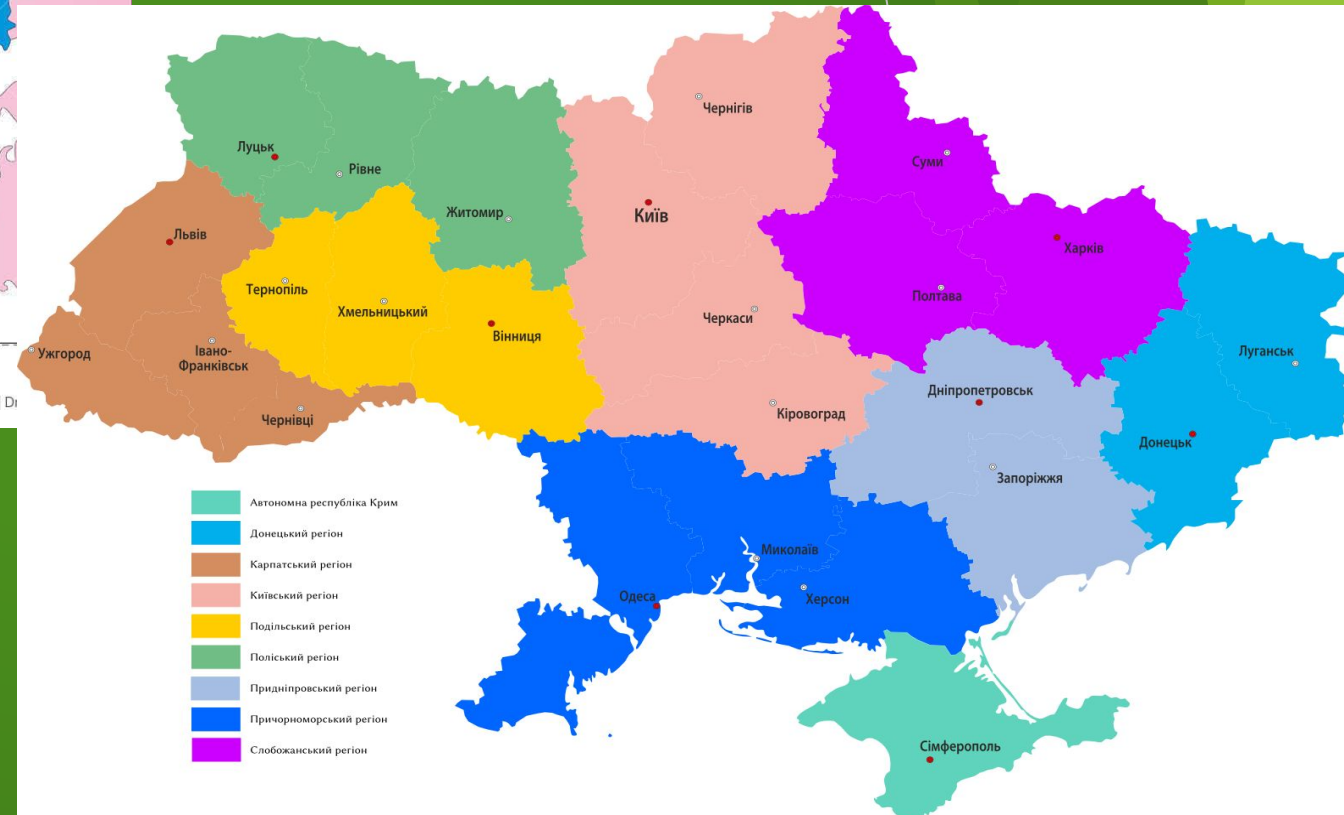 Чернігів
Суми
Луцьк
Рівне
Житомир
Київ
Львів
Харків
Тернопіль
Хмельницький
Полтава
Черкаси
Вінниця
Ужгород
Івано-
Франківськ
Луганськ
Дніпропетровськ
Чернівці
Кіровоград
Донецьк
Запоріжжя
Миколаїв
Одеса
Херсон
Сімферополь
Автономна республіка Крим
Донецький регіон
Карпатський регіон
Київський регіон
Подільський регіон
Поліський регіон
Придніпровський регіон
Причорноморський регіон
Слобожанський регіон